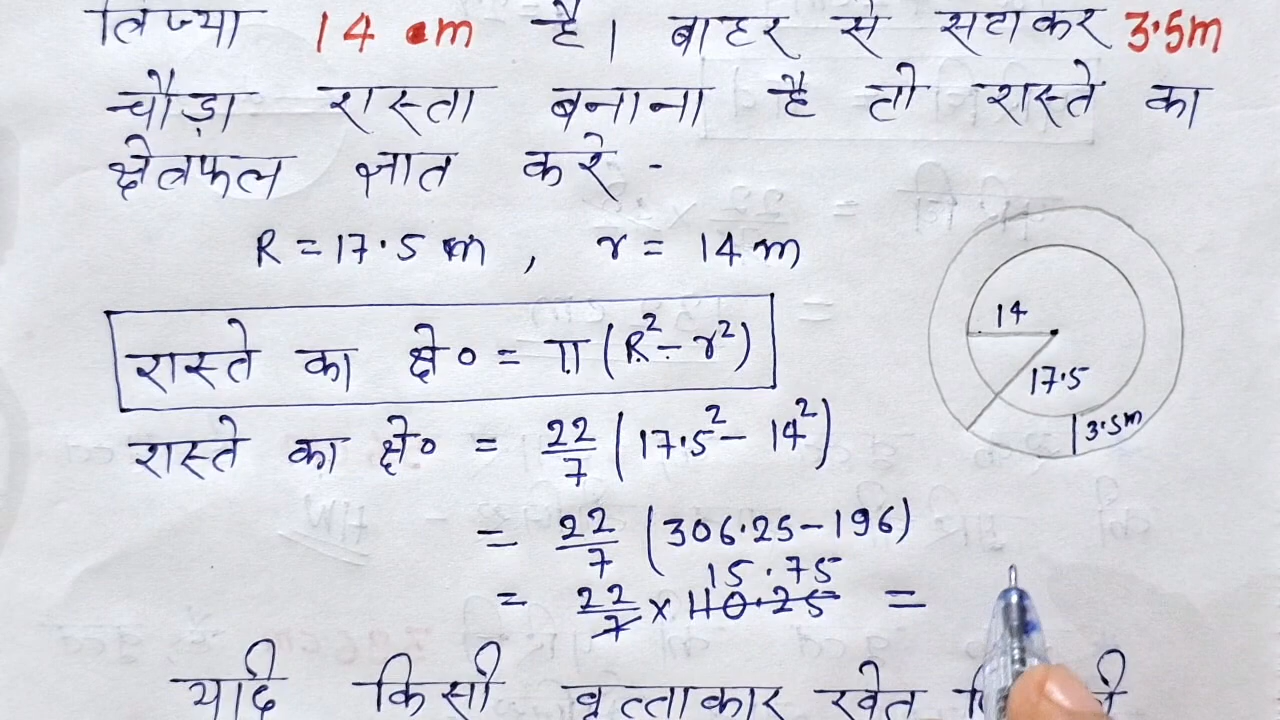 त्रिज्या 14 m है। बाहर से सटाकर 3.5m
चौड़ा रास्ता बनाना है तो रास्ते का
क्षेत्रफल ज्ञात करे -
R = 17.5 m , r = 14 m
रास्ते का क्षे० = π (R² - r²)
रास्ते का क्षे० = 22/7 (17.5² - 14²)
= 22/7 (306.25 - 196)
15.75
= 22/7 × 110.25 =
यदि किसी वृत्ताकार खेत
14
17.5
3.5m